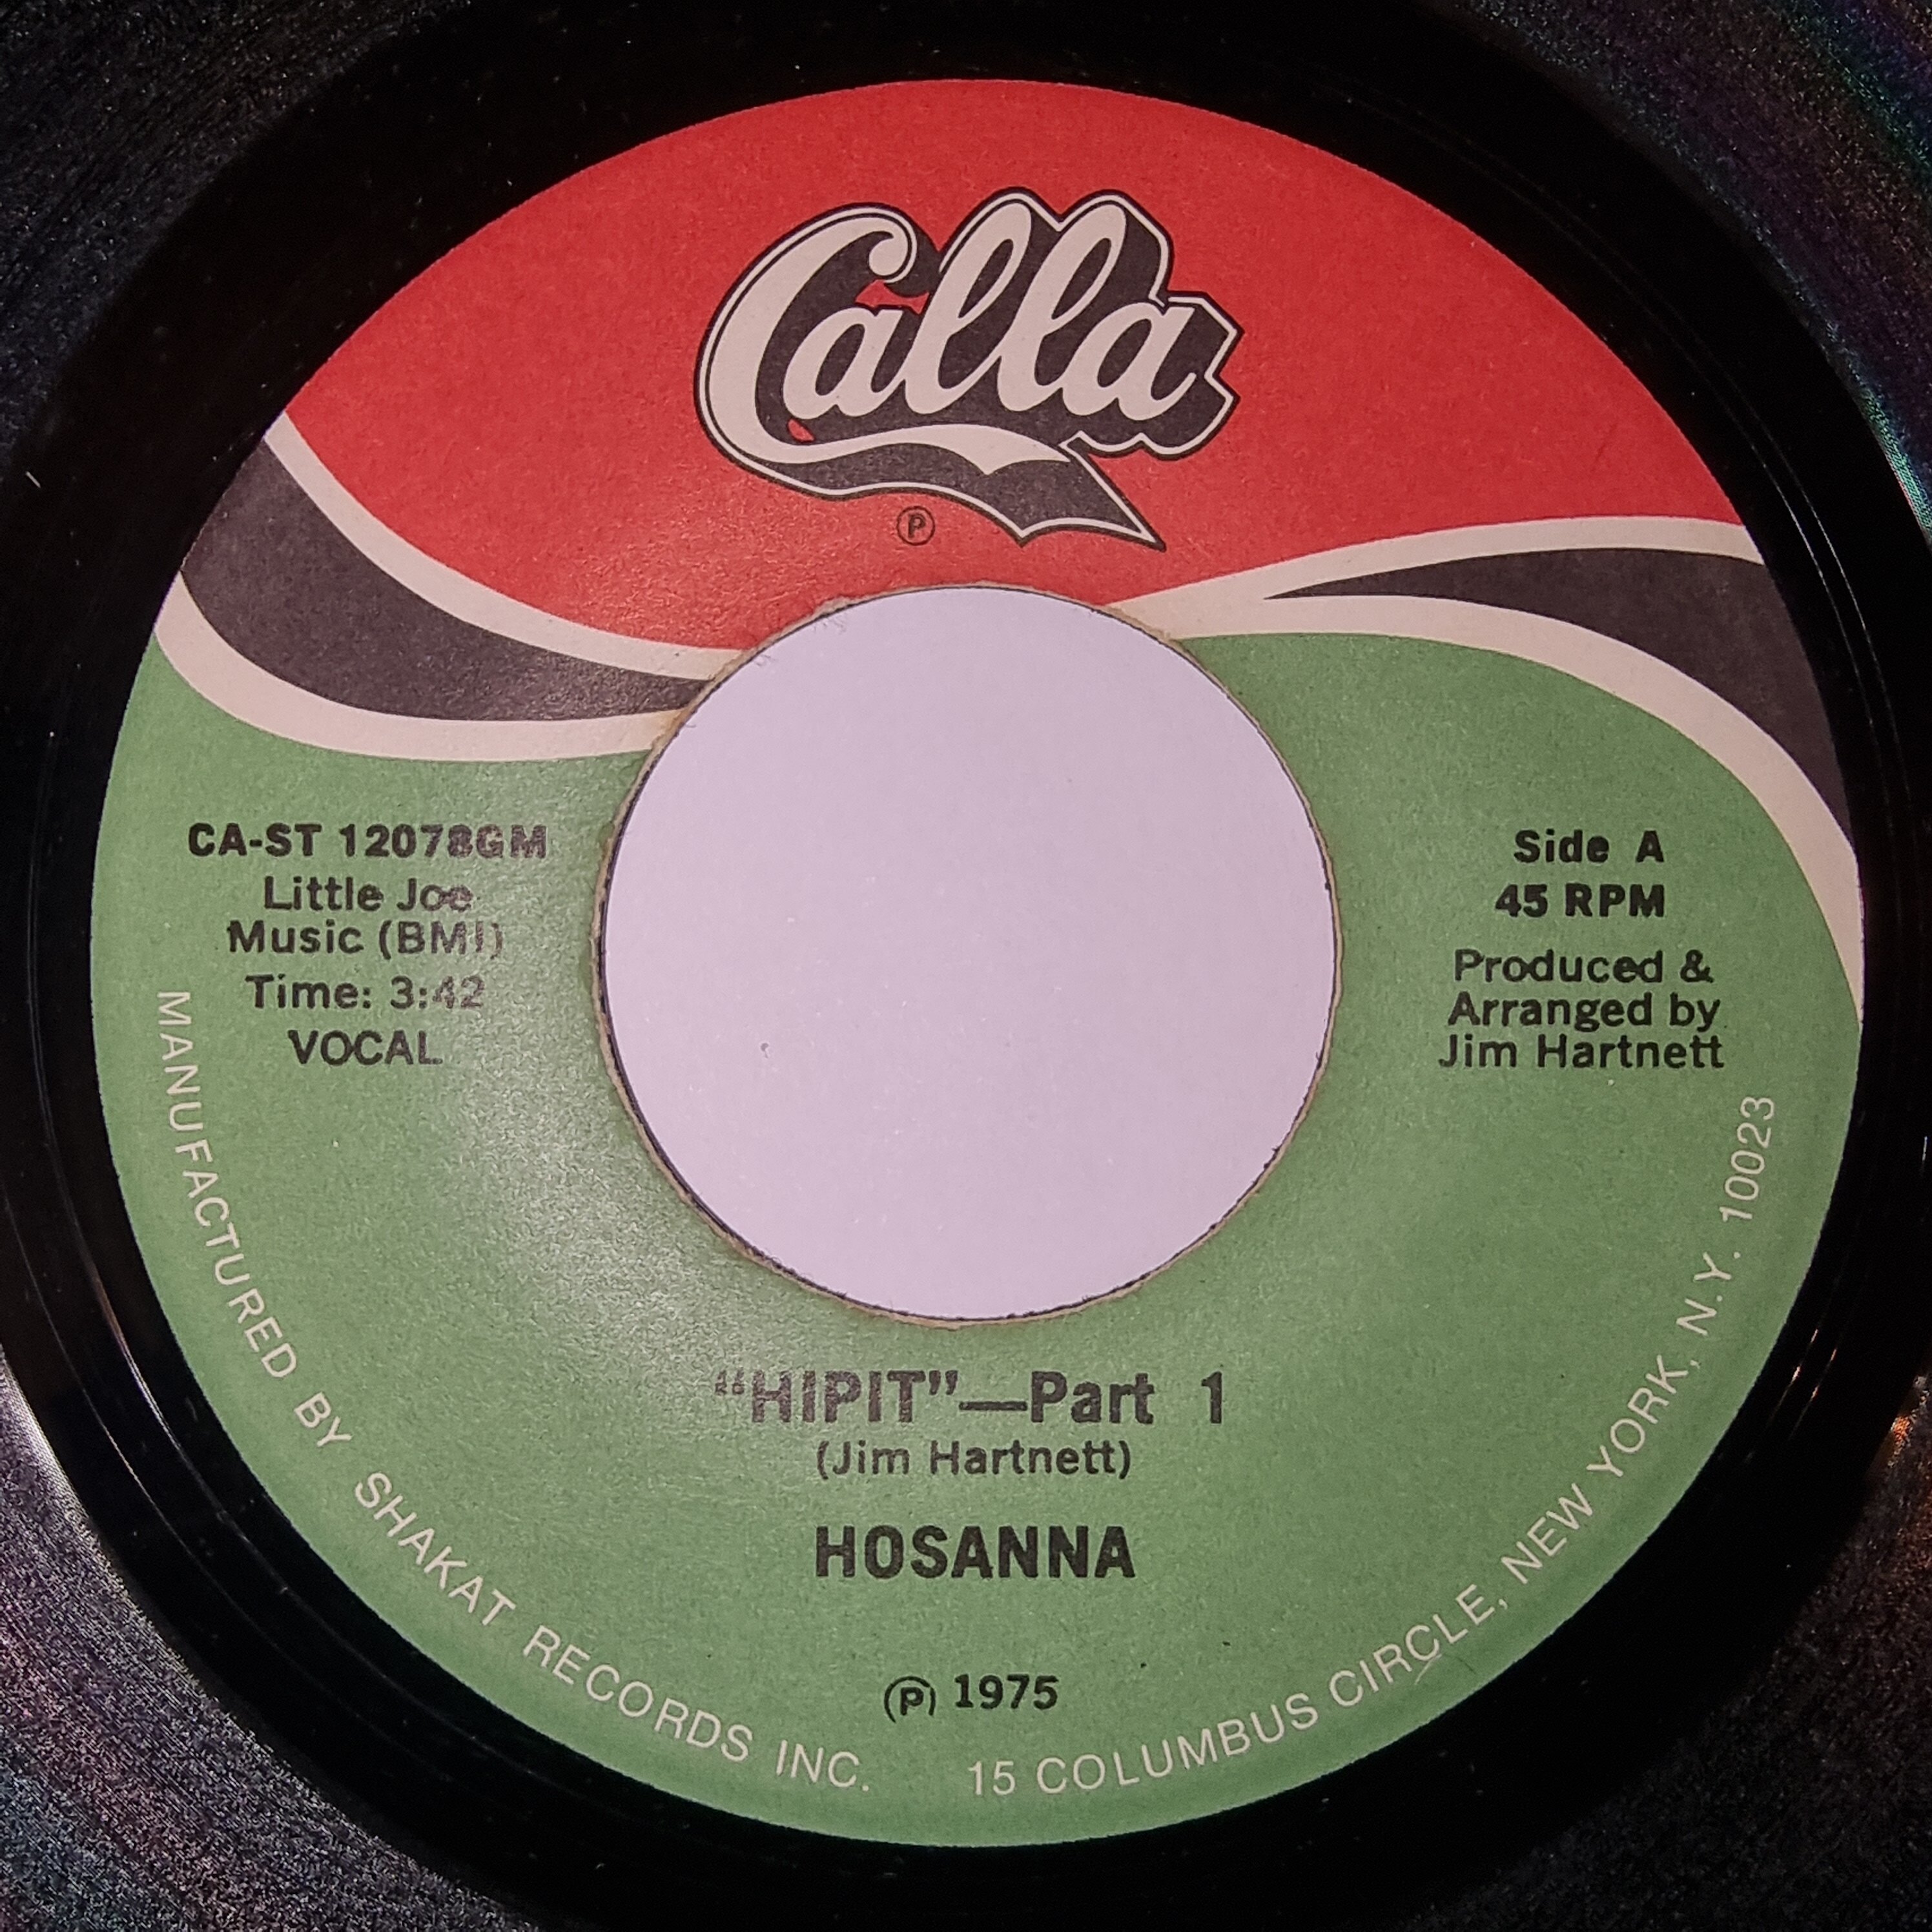 Calla
℗
CA-ST 12078GM
Little Joe
Music (BMI)
Time: 3:42
VOCAL
Side A
45 RPM
Produced &
Arranged by
Jim Hartnett
“HIPIT”—Part 1
(Jim Hartnett)
HOSANNA
℗ 1975
MANUFACTURED BY SHAKAT RECORDS INC. 15 COLUMBUS CIRCLE, NEW YORK, N.Y. 10023